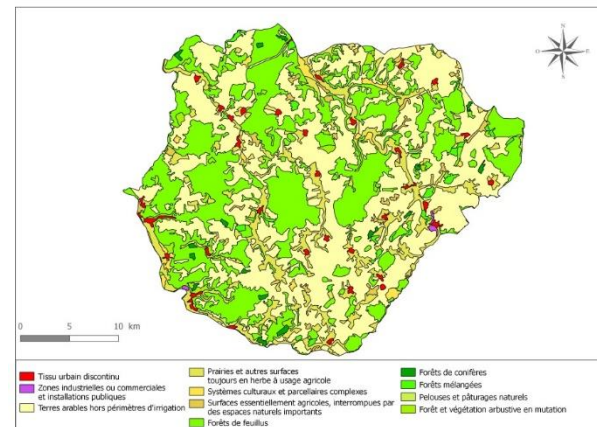 N
O
E
S
0
5
10 km
Tissu urbain discontinu
Zones industrielles ou commerciales
et installations publiques
Terres arables hors périmètres d'irrigation
Prairies et autres surfaces
toujours en herbe à usage agricole
Systèmes culturaux et parcellaires complexes
Surfaces essentiellement agricoles, interrompues par
des espaces naturels importants
Forêts de feuillus
Forêts de conifères
Forêts mélangées
Pelouses et pâturages naturels
Forêt et végétation arbustive en mutation